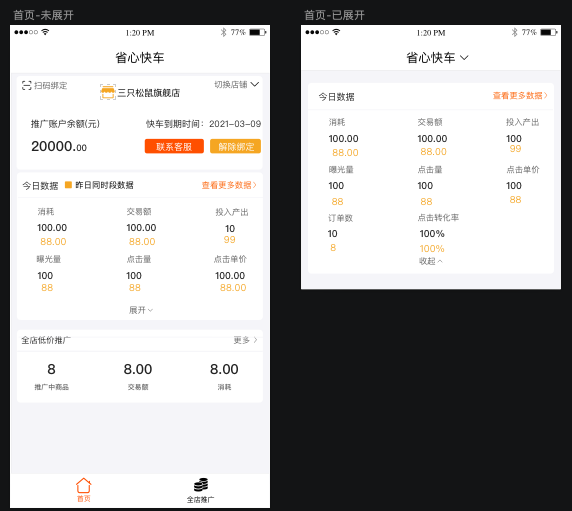 首页-未展开
1:20 PM
77%
省心快车
扫码绑定
三只松鼠旗舰店
切换店铺
推广账户余额(元)
快车到期时间：2021-03-09
20000.00
联系客服
解除绑定
今日数据
昨日同时段数据
查看更多数据
消耗
交易额
投入产出
100.00
100.00
10
88.00
88.00
99
曝光量
点击量
点击单价
100
100
100.00
88
88
88.00
展开
全店低价推广
更多
8
8.00
8.00
推广中商品
交易额
消耗
首页
全店推广
首页-已展开
1:20 PM
77%
省心快车
今日数据
查看更多数据
消耗
交易额
投入产出
100.00
100.00
100
88.00
88.00
99
曝光量
点击量
点击单价
100
100
100
88
88
88
订单数
点击转化率
10
100%
8
100%
收起